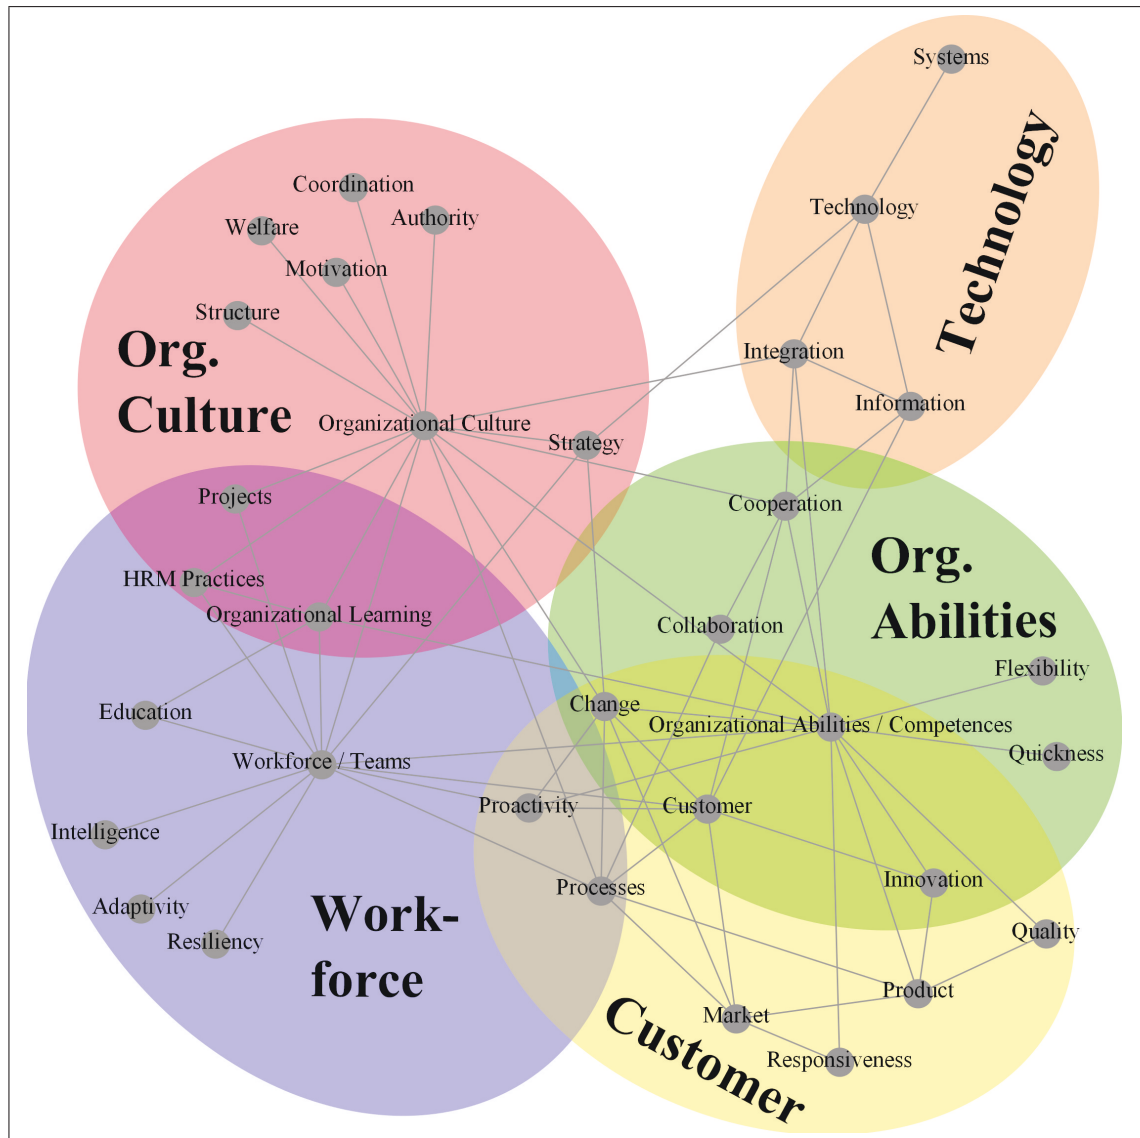 Systems
Coordination
Technology
Authority
Welfare
Motivation
Technology
Structure
Org.
Culture
Integration
Information
Organizational Culture
Strategy
Projects
Cooperation
Org.
Abilities
HRM Practices
Organizational Learning
Collaboration
Flexibility
Education
Change
Organizational Abilities / Competences
Workforce / Teams
Quickness
Proactivity
Customer
Intelligence
Processes
Innovation
Adaptivity
Work-
force
Resiliency
Quality
Product
Market
Customer
Responsiveness